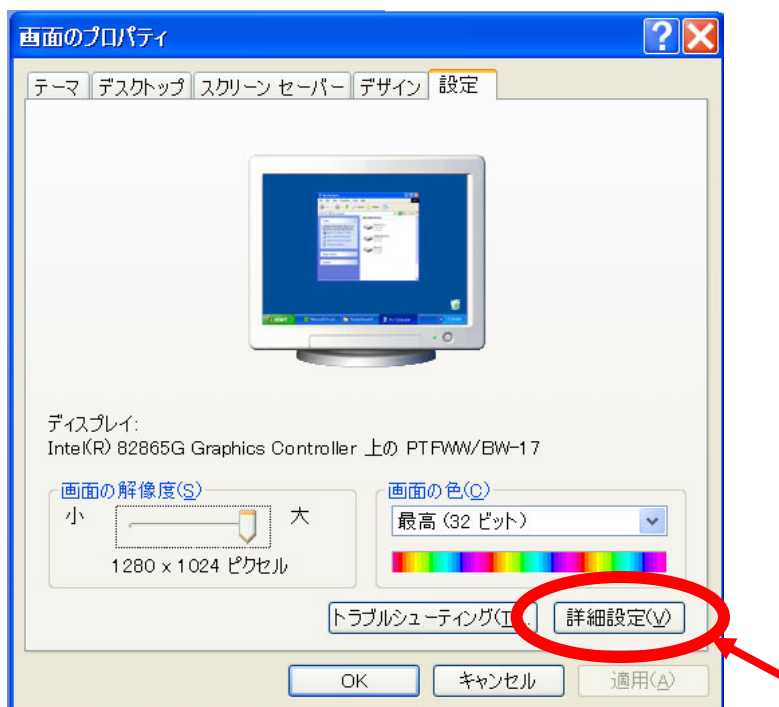 画面のプロパティ
テーマ デスクトップ スクリーン セーバー デザイン 設定
ディスプレイ:
Intel(R) 82865G Graphics Controller 上の PTFWW/BW-17
画面の解像度(S)
小 大
1280 x 1024 ピクセル
画面の色(C)
最高 (32 ビット)
トラブルシューティング(T...) 詳細設定(V)
OK キャンセル 適用(A)